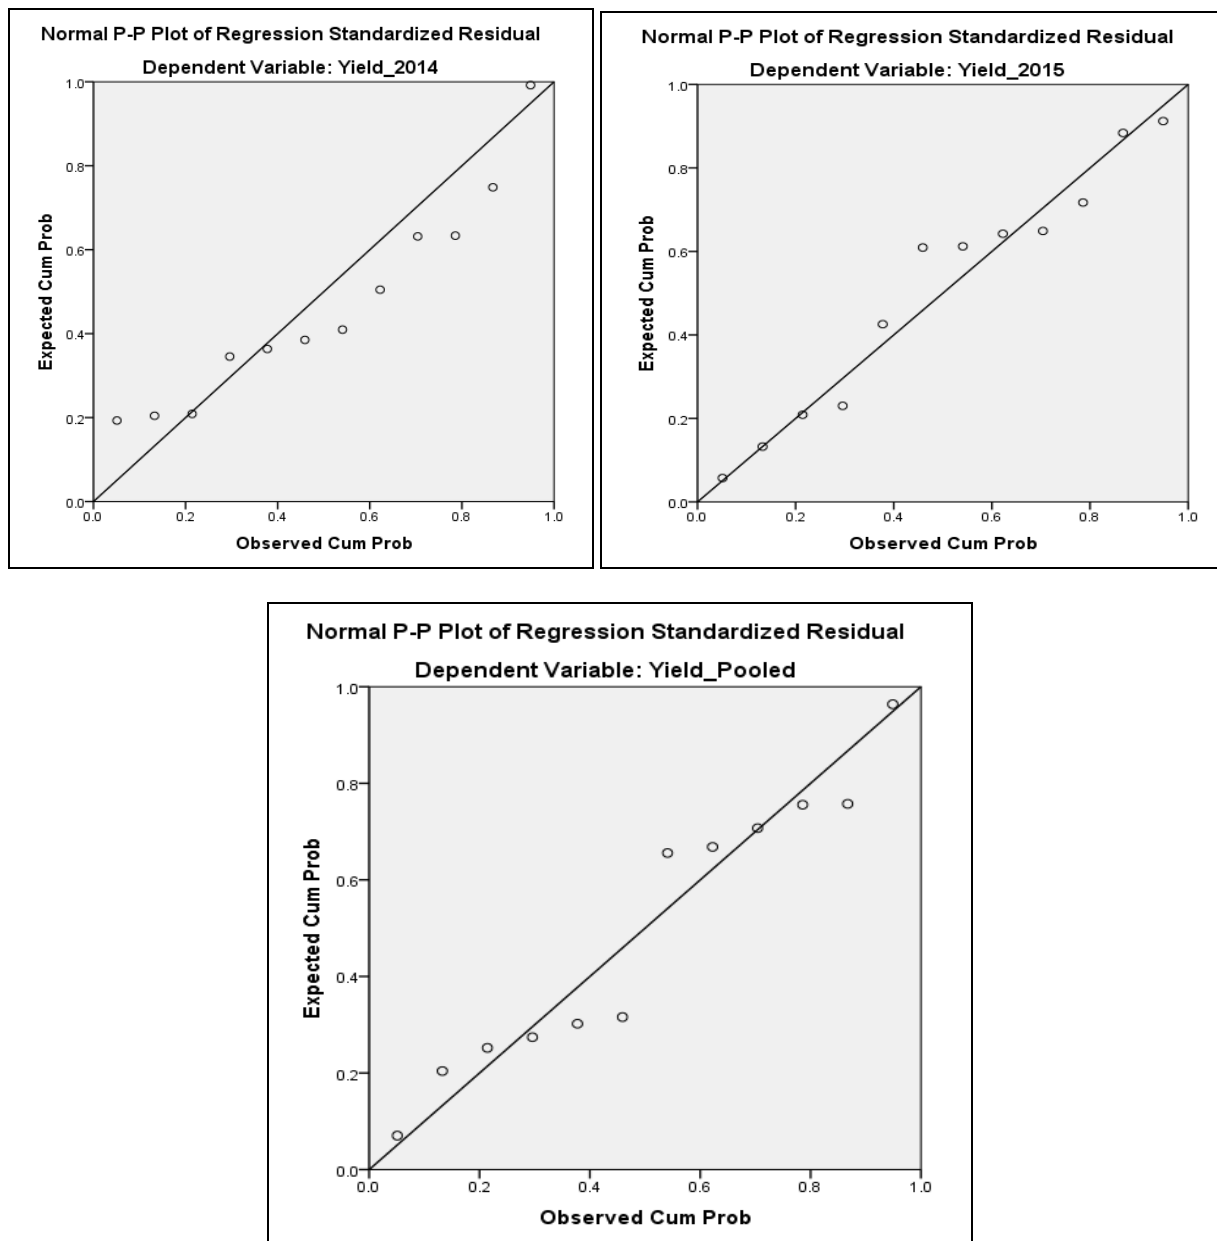 Normal P-P Plot of Regression Standardized Residual
Dependent Variable: Yield_2014
1.0
0.8
0.6
0.4
0.2
0.0
Expected Cum Prob
0.0 0.2 0.4 0.6 0.8 1.0
Observed Cum Prob
Normal P-P Plot of Regression Standardized Residual
Dependent Variable: Yield_2015
1.0
0.8
0.6
0.4
0.2
0.0
Expected Cum Prob
0.0 0.2 0.4 0.6 0.8 1.0
Observed Cum Prob
Normal P-P Plot of Regression Standardized Residual
Dependent Variable: Yield_Pooled
1.0
0.8
0.6
0.4
0.2
0.0
Expected Cum Prob
0.0 0.2 0.4 0.6 0.8 1.0
Observed Cum Prob